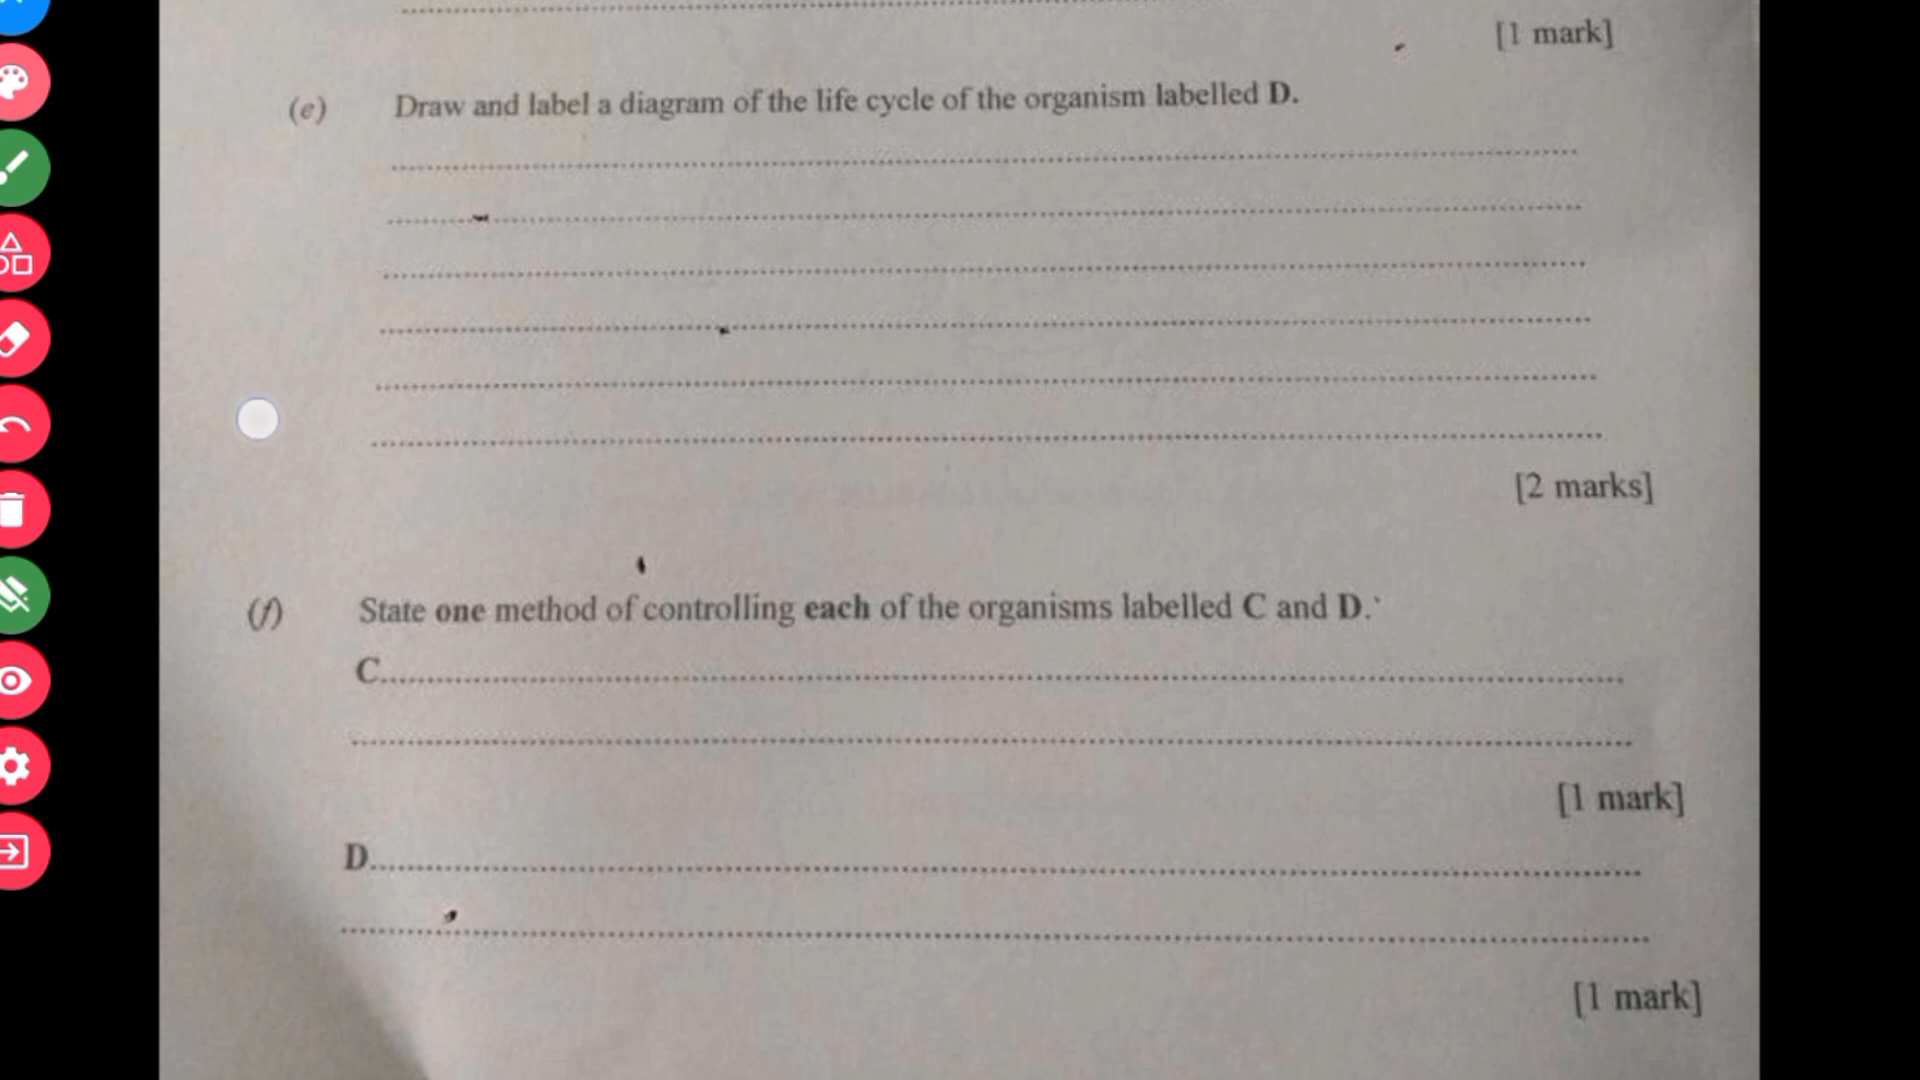 [1 mark]
(e) Draw and label a diagram of the life cycle of the organism labelled D.
[2 marks]
(f) State one method of controlling each of the organisms labelled C and D.
C
[1 mark]
D
[1 mark]